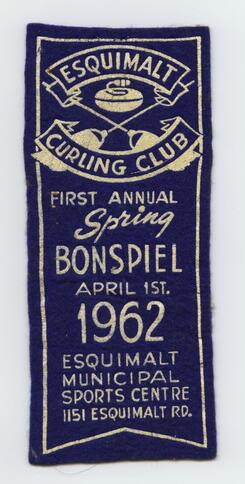 ESQUIMALT
CURLING CLUB
FIRST ANNUAL
Spring
BONSPIEL
APRIL 1ST.
1962
ESQUIMALT
MUNICIPAL
SPORTS CENTRE
1151 ESQUIMALT RD.